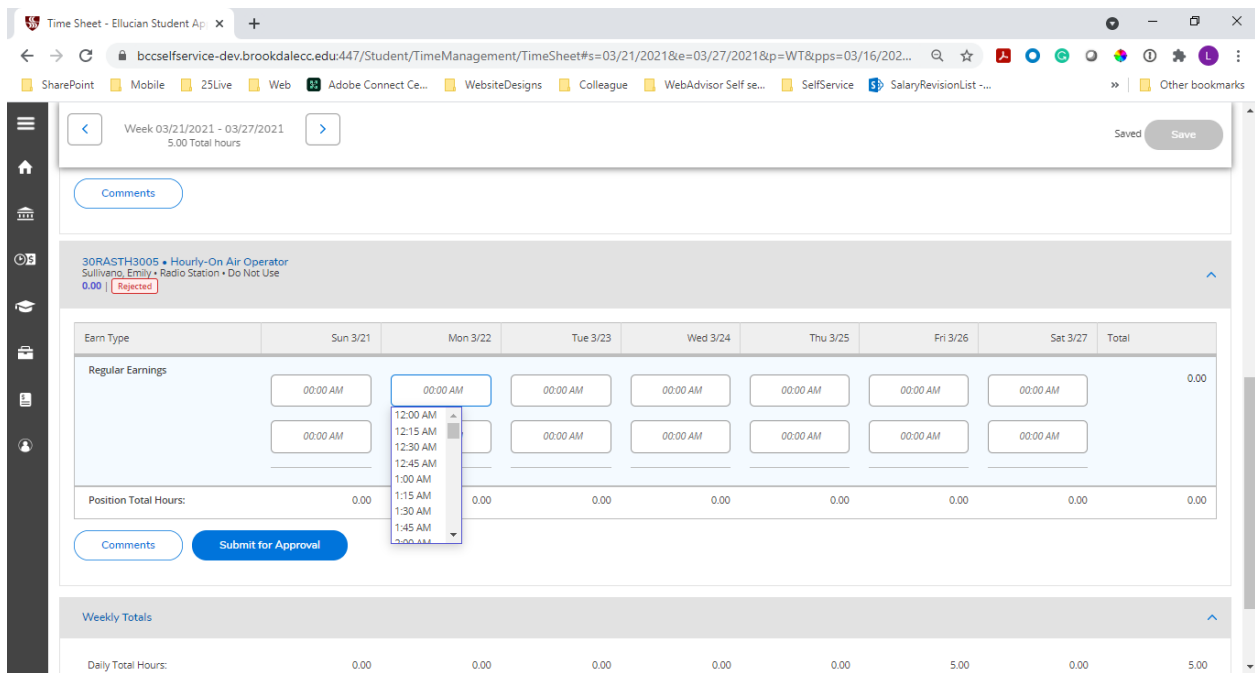 Time Sheet - Ellucian Student Ap
bccselfservice-dev.brookdalecc.edu:447/Student/TimeManagement/TimeSheet#s=03/21/2021&e=03/27/2021&p=WT&pps=03/16/202...
SharePoint Mobile 25Live Web Adobe Connect Ce... WebsiteDesigns Colleague WebAdvisor Self se... SelfService SalaryRevisionList -... » Other bookmarks
Week 03/21/2021 - 03/27/2021
5.00 Total hours
Saved Save
Comments
30RASTH3005 • Hourly-On Air Operator
Sullivano, Emily • Radio Station • Do Not Use
0.00 | Rejected
Earn Type Sun 3/21 Mon 3/22 Tue 3/23 Wed 3/24 Thu 3/25 Fri 3/26 Sat 3/27 Total
Regular Earnings 0.00
00:00 AM 00:00 AM 00:00 AM 00:00 AM 00:00 AM 00:00 AM 00:00 AM
12:00 AM
12:15 AM
12:30 AM
12:45 AM
1:00 AM
1:15 AM
1:30 AM
1:45 AM
2:00 AM
00:00 AM 00:00 AM 00:00 AM 00:00 AM 00:00 AM 00:00 AM
Position Total Hours: 0.00 0.00 0.00 0.00 0.00 0.00 0.00 0.00
Comments Submit for Approval
Weekly Totals
Daily Total Hours: 0.00 0.00 0.00 0.00 0.00 5.00 0.00 5.00